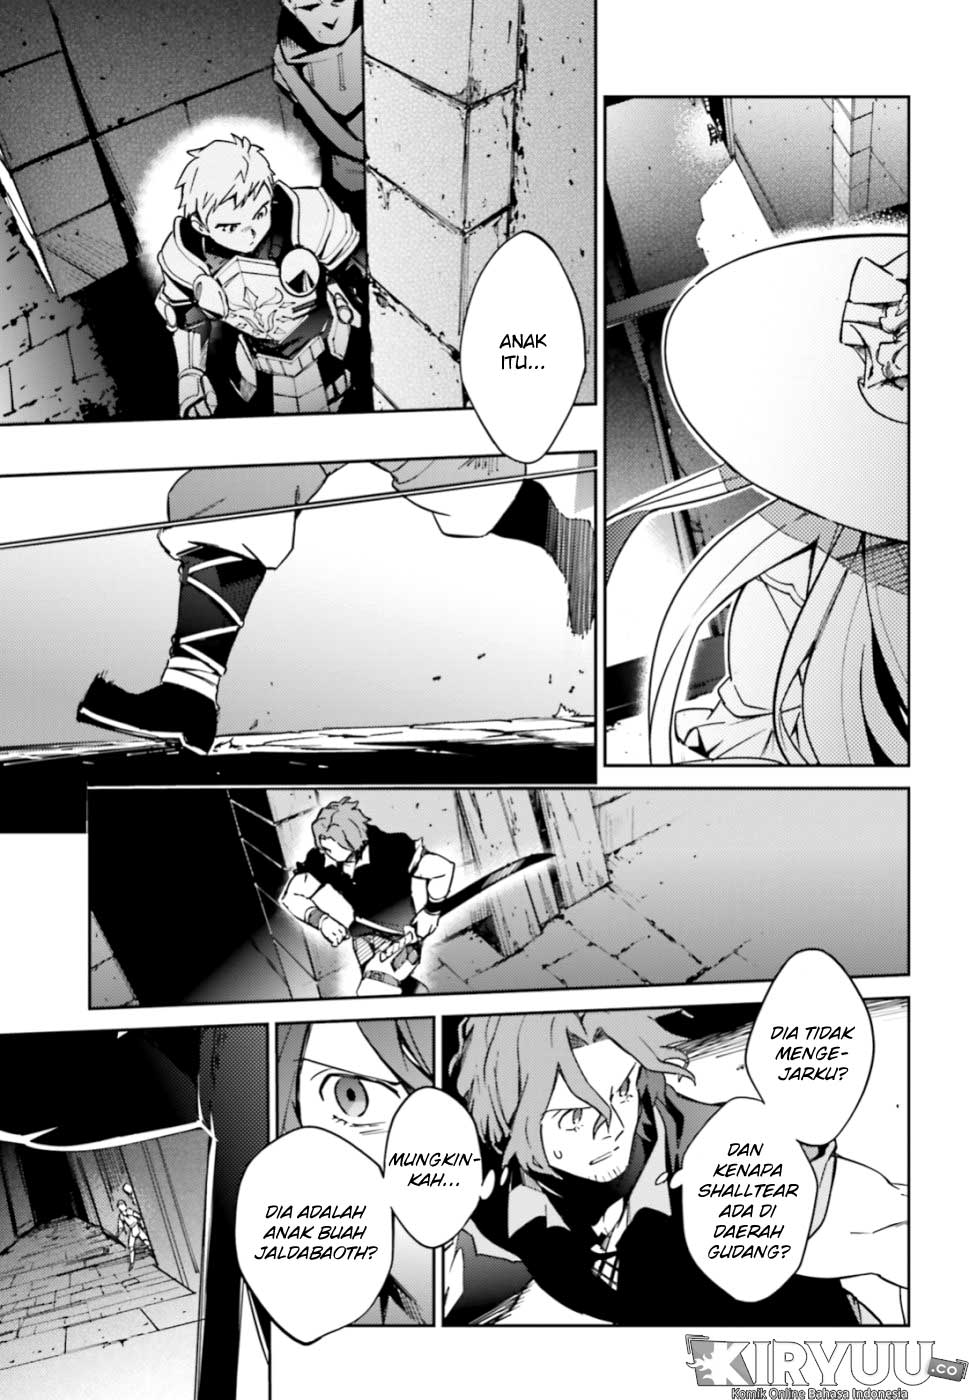 ANAK
ITU...
DIA TIDAK
MENGE-
JARKU?
DAN
KENAPA
SHALLTEAR
ADA DI
DAERAH
GUDANG?
MUNGKIN-
KAH...
DIA ADALAH
ANAK BUAH
JALDABAOTH?
KIRYUU.co
Komik Online Bahasa Indonesia